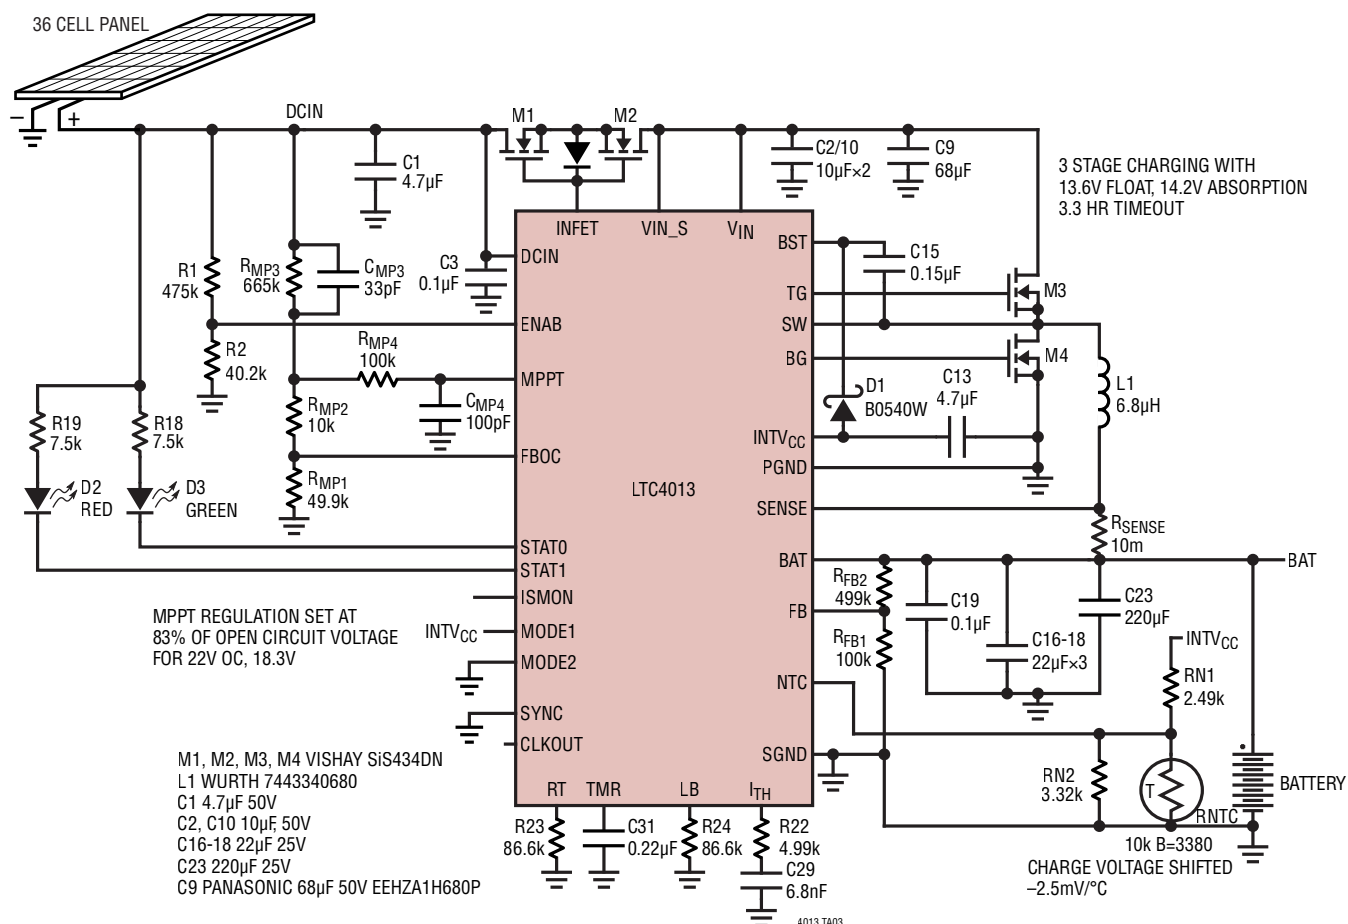 36 CELL PANEL
–
+
DCIN
M1
M2
C1
4.7µF
C2/10
10µF×2
C9
68µF
3 STAGE CHARGING WITH
13.6V FLOAT, 14.2V ABSORPTION
3.3 HR TIMEOUT
INFET
VIN_S
VIN
BST
DCIN
C3
0.1µF
C15
0.15µF
R1
475k
RMP3
665k
CMP3
33pF
TG
M3
ENAB
SW
R2
40.2k
RMP4
100k
BG
M4
MPPT
CMP4
100pF
D1
B0540W
C13
4.7µF
L1
6.8µH
R19
7.5k
R18
7.5k
RMP2
10k
INTVCC
FBOC
PGND
D2
RED
D3
GREEN
RMP1
49.9k
LTC4013
SENSE
RSENSE
10m
STAT0
BAT
BAT
STAT1
RFB2
499k
C19
0.1µF
C23
220µF
ISMON
FB
MPPT REGULATION SET AT
83% OF OPEN CIRCUIT VOLTAGE
FOR 22V OC, 18.3V
INTVCC
MODE1
RFB1
100k
C16-18
22µF×3
INTVCC
MODE2
NTC
RN1
2.49k
SYNC
CLKOUT
SGND
M1, M2, M3, M4 VISHAY SiS434DN
L1 WURTH 7443340680
C1 4.7µF 50V
C2, C10 10µF, 50V
C16-18 22µF 25V
C23 220µF 25V
C9 PANASONIC 68µF 50V EEHZA1H680P
RT
TMR
LB
ITH
RN2
3.32k
T
RNTC
BATTERY
R23
86.6k
C31
0.22µF
R24
86.6k
R22
4.99k
C29
6.8nF
10k B=3380
CHARGE VOLTAGE SHIFTED
–2.5mV/°C
4013 TA03